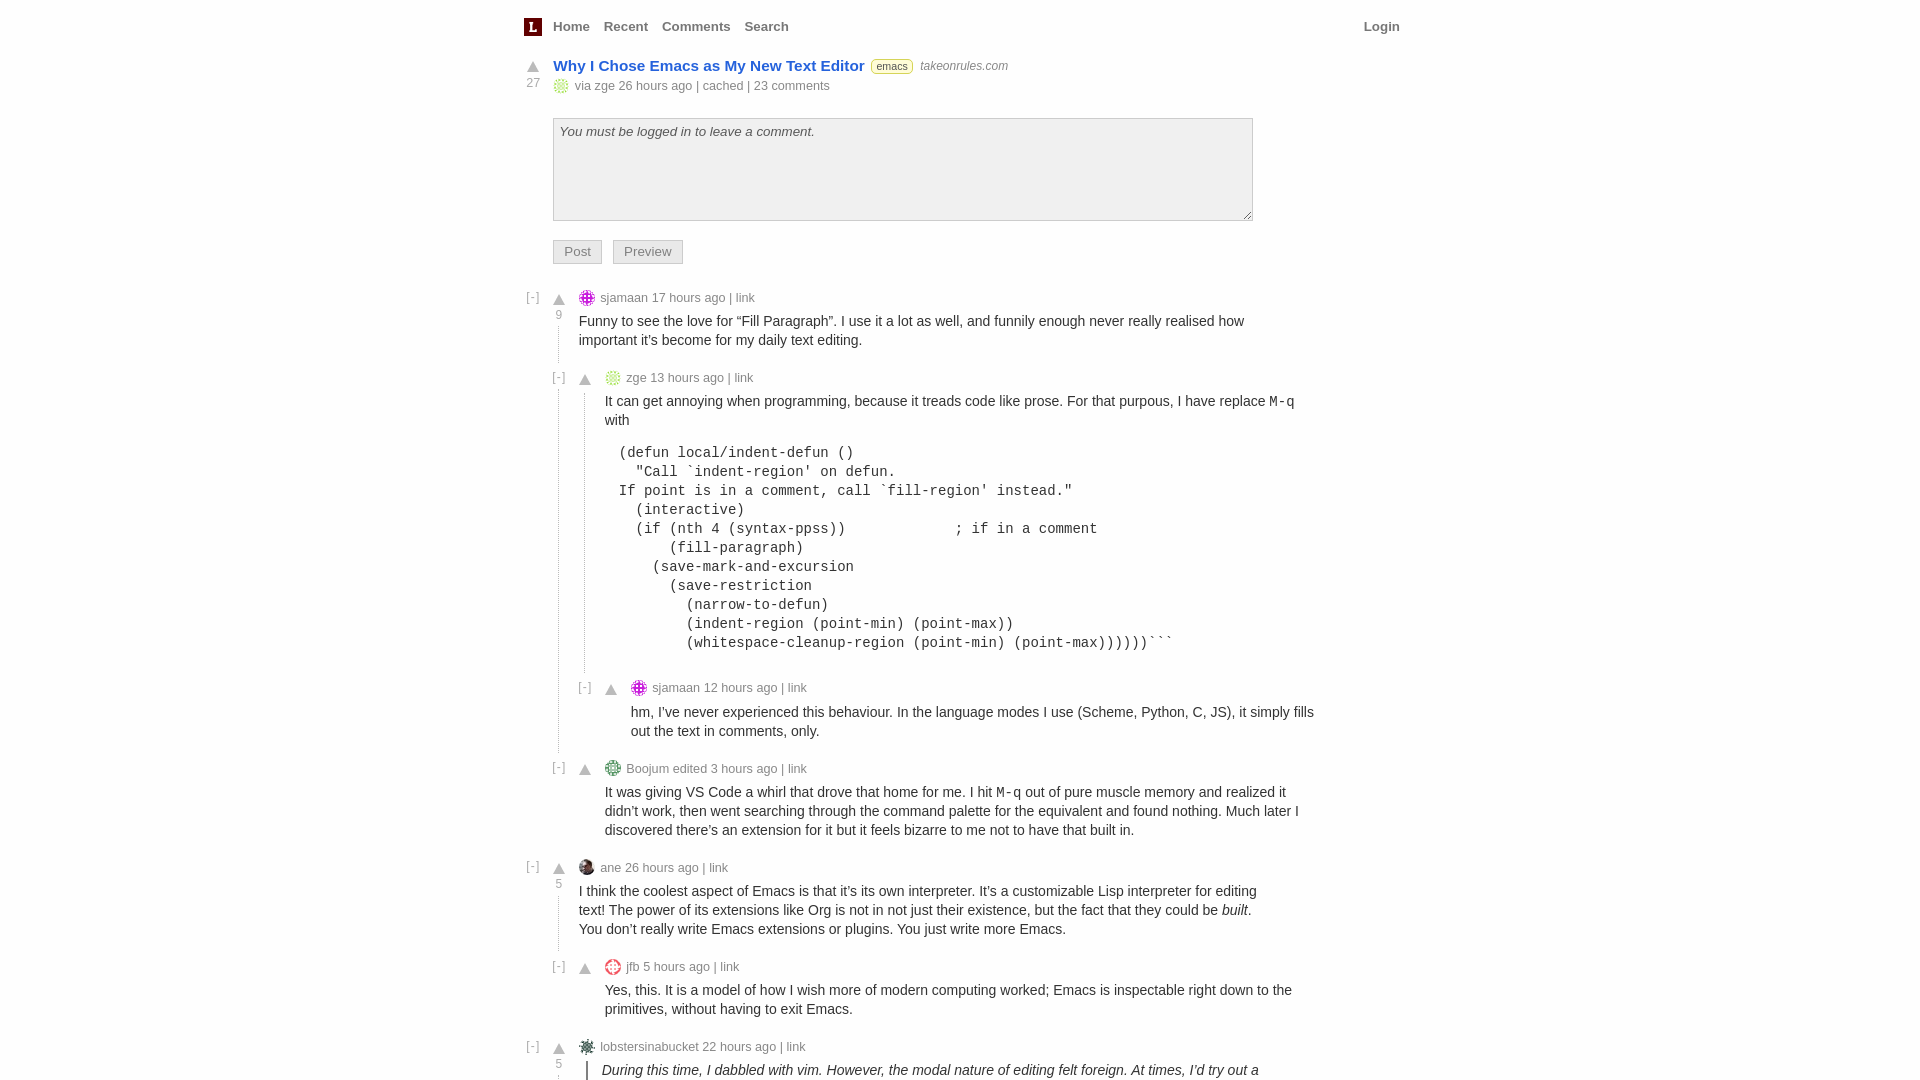 L Home Recent Comments Search Login
Why I Chose Emacs as My New Text Editor emacs takeonrules.com
27
via zge 26 hours ago | cached | 23 comments
You must be logged in to leave a comment.
Post Preview
[-] sjamaan 17 hours ago | link
9
Funny to see the love for “Fill Paragraph”. I use it a lot as well, and funnily enough never really realised how
important it’s become for my daily text editing.
[-] zge 13 hours ago | link
It can get annoying when programming, because it treads code like prose. For that purpous, I have replace M-q
with
(defun local/indent-defun ()
  "Call `indent-region' on defun.
If point is in a comment, call `fill-region' instead."
  (interactive)
  (if (nth 4 (syntax-ppss))             ; if in a comment
      (fill-paragraph)
    (save-mark-and-excursion
      (save-restriction
        (narrow-to-defun)
        (indent-region (point-min) (point-max))
        (whitespace-cleanup-region (point-min) (point-max))))))```
[-] sjamaan 12 hours ago | link
hm, I’ve never experienced this behaviour. In the language modes I use (Scheme, Python, C, JS), it simply fills
out the text in comments, only.
[-] Boojum edited 3 hours ago | link
It was giving VS Code a whirl that drove that home for me. I hit M-q out of pure muscle memory and realized it
didn’t work, then went searching through the command palette for the equivalent and found nothing. Much later I
discovered there’s an extension for it but it feels bizarre to me not to have that built in.
[-] ane 26 hours ago | link
5
I think the coolest aspect of Emacs is that it’s its own interpreter. It’s a customizable Lisp interpreter for editing
text! The power of its extensions like Org is not in not just their existence, but the fact that they could be built.
You don’t really write Emacs extensions or plugins. You just write more Emacs.
[-] jfb 5 hours ago | link
Yes, this. It is a model of how I wish more of modern computing worked; Emacs is inspectable right down to the
primitives, without having to exit Emacs.
[-] lobstersinabucket 22 hours ago | link
5
During this time, I dabbled with vim. However, the modal nature of editing felt foreign. At times, I’d try out a